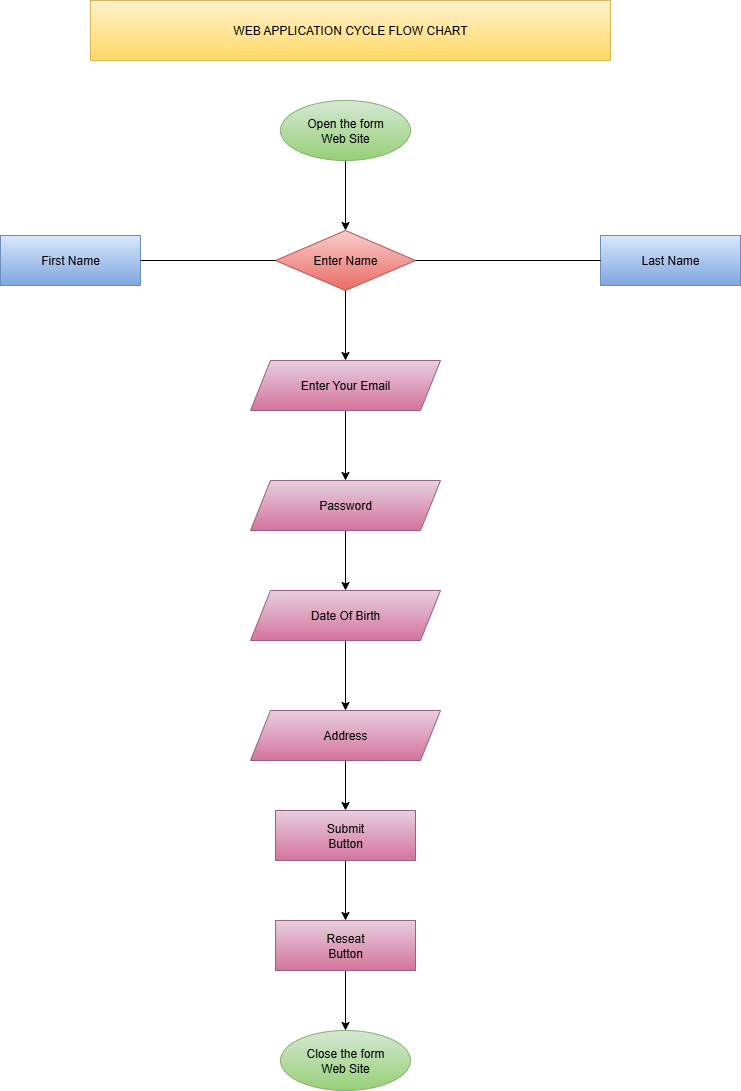 WEB APPLICATION CYCLE FLOW CHART
Open the form
Web Site
First Name
Enter Name
Last Name
Enter Your Email
Password
Date Of Birth
Address
Submit
Button
Reseat
Button
Close the form
Web Site